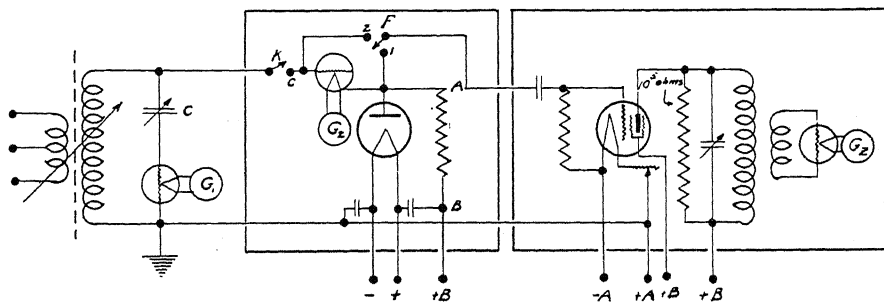 K
2 F
1
c
G2
A
C
G1
10^5 ohms
G2
B
- + +B
-A +A +B +B